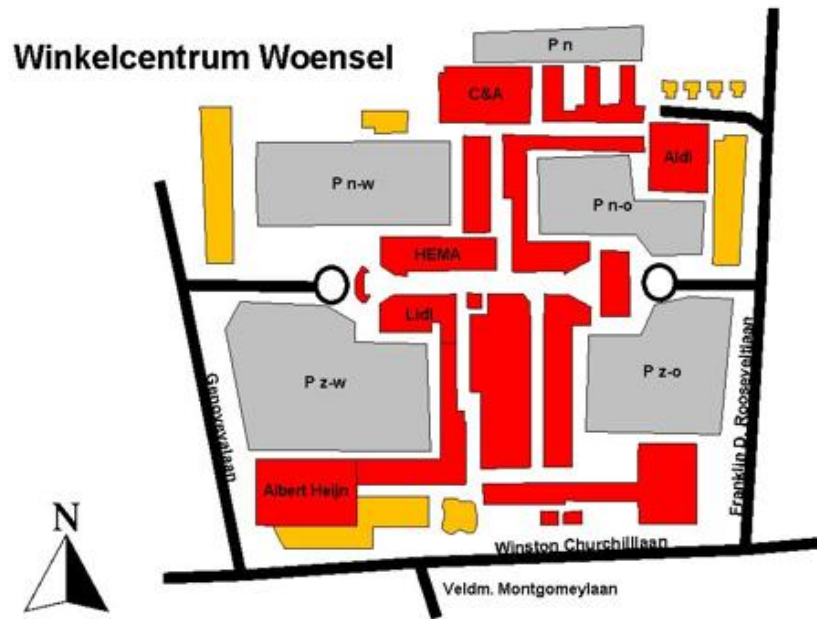 Winkelcentrum Woensel
P n
C&A
Aldi
P n-w
P n-o
HEMA
Lidl
P z-w
P z-o
Genovevalaan
Franklin D. Rooseveltlaan
Albert Heijn
N
Winston Churchilllaan
Veldm. Montgomeylaan